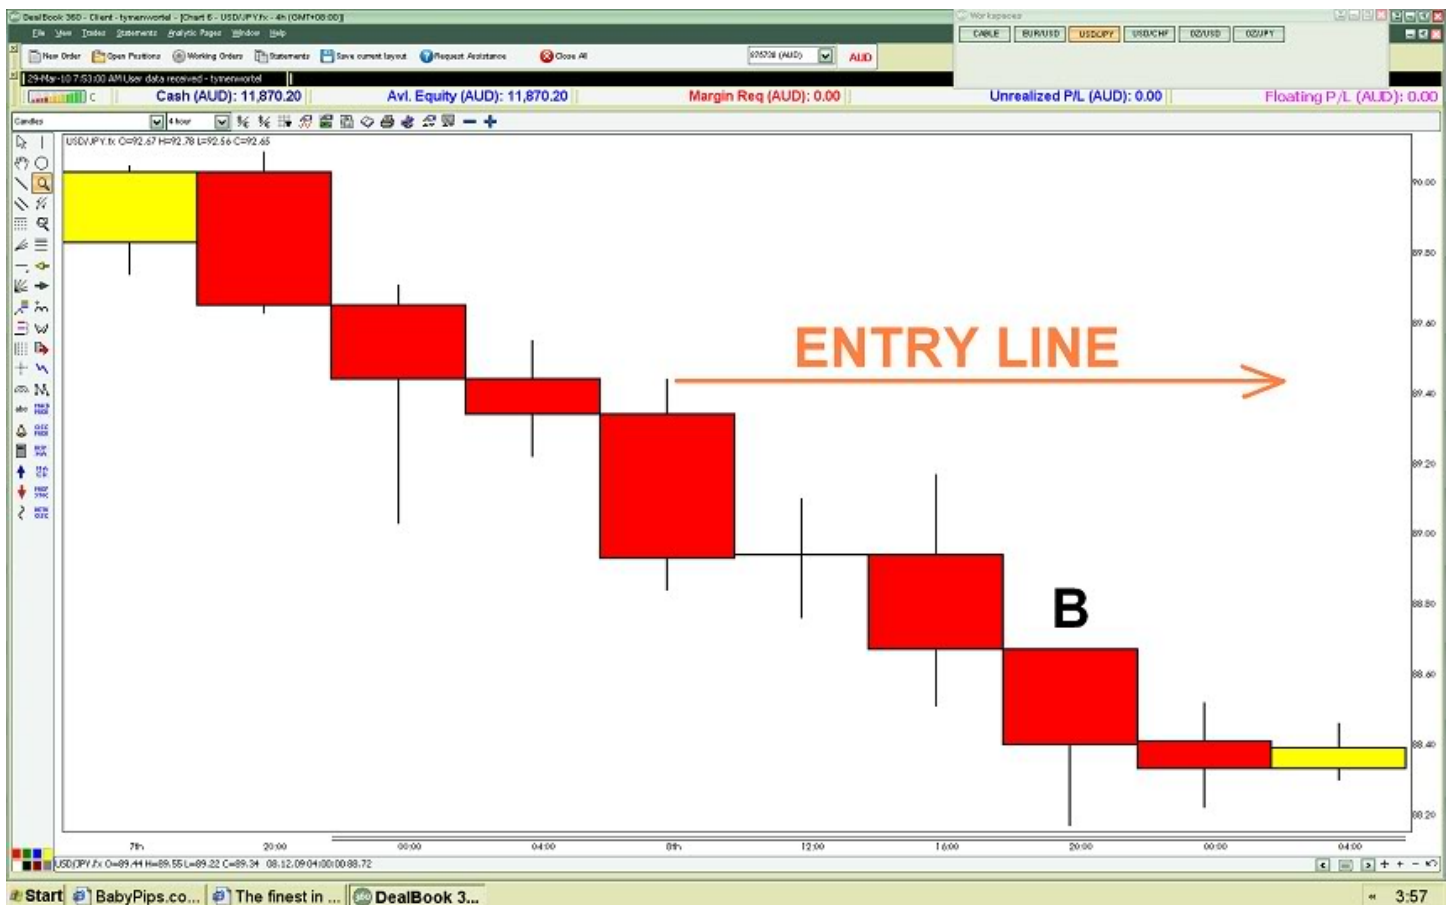 DealBook 360 - Client - tymenwortel - [Chart 6 - USD/JPY.fx - 4h (GMT+08:00)]
Workspaces
File View Trades Statements Analytic Pages Window Help
CABLE EUR/USD USD/JPY USD/CHF OZ/USD OZ/JPY
New Order Open Positions Working Orders Statements Save current layout Request Assistance Close All (AUD) AUD
29-Mar-10 7:53:00 AM User data received - tymenwortel
C Cash (AUD): 11,870.20 Avl. Equity (AUD): 11,870.20 Margin Req (AUD): 0.00 Unrealized P/L (AUD): 0.00 Floating P/L (AUD): 0.00
Candles 4 hour
USD/JPY.fx O=92.67 H=92.78 L=92.56 C=92.65
90.00
89.80
89.60
ENTRY LINE
89.40
89.20
89.00
88.80
B
88.60
88.40
88.20
abc
7th 20:00 00:00 04:00 8th 12:00 16:00 20:00 00:00 04:00
USD/JPY.fx O=89.44 H=89.55 L=89.22 C=89.34 08.12.09 04:00:00 88.72
Start BabyPips.co... The finest in ... 360 DealBook 3... 3:57